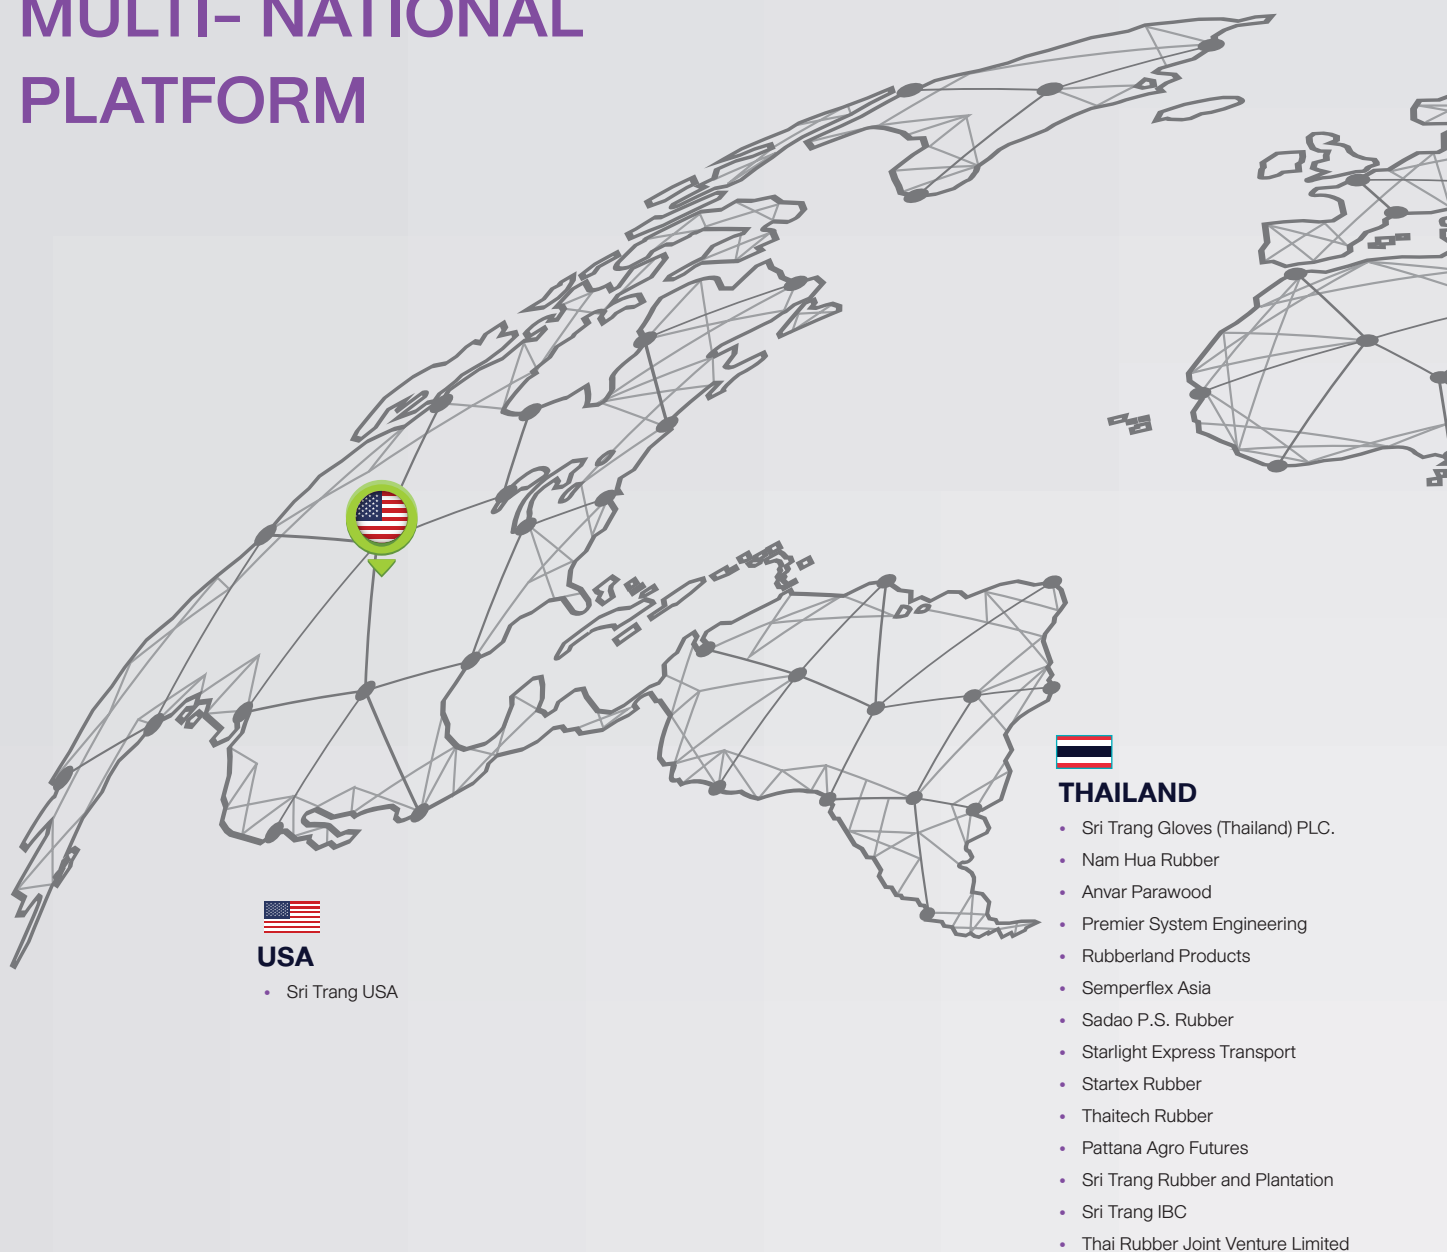 MULTI- NATIONAL
PLATFORM
USA
• Sri Trang USA
THAILAND
• Sri Trang Gloves (Thailand) PLC.
• Nam Hua Rubber
• Anvar Parawood
• Premier System Engineering
• Rubberland Products
• Semperflex Asia
• Sadao P.S. Rubber
• Starlight Express Transport
• Startex Rubber
• Thaitech Rubber
• Pattana Agro Futures
• Sri Trang Rubber and Plantation
• Sri Trang IBC
• Thai Rubber Joint Venture Limited